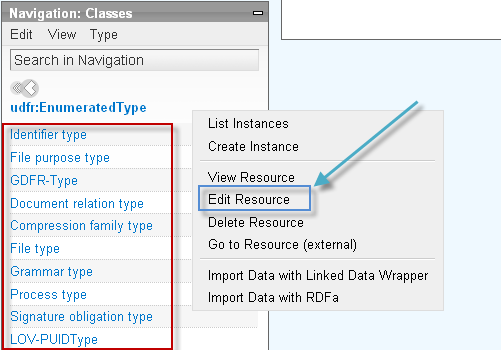 Navigation: Classes
Edit View Type
Search in Navigation
udfr:EnumeratedType
Identifier type
File purpose type
GDFR-Type
Document relation type
Compression family type
File type
Grammar type
Process type
Signature obligation type
LOV-PUIDType
List Instances
Create Instance
View Resource
Edit Resource
Delete Resource
Go to Resource (external)
Import Data with Linked Data Wrapper
Import Data with RDFa